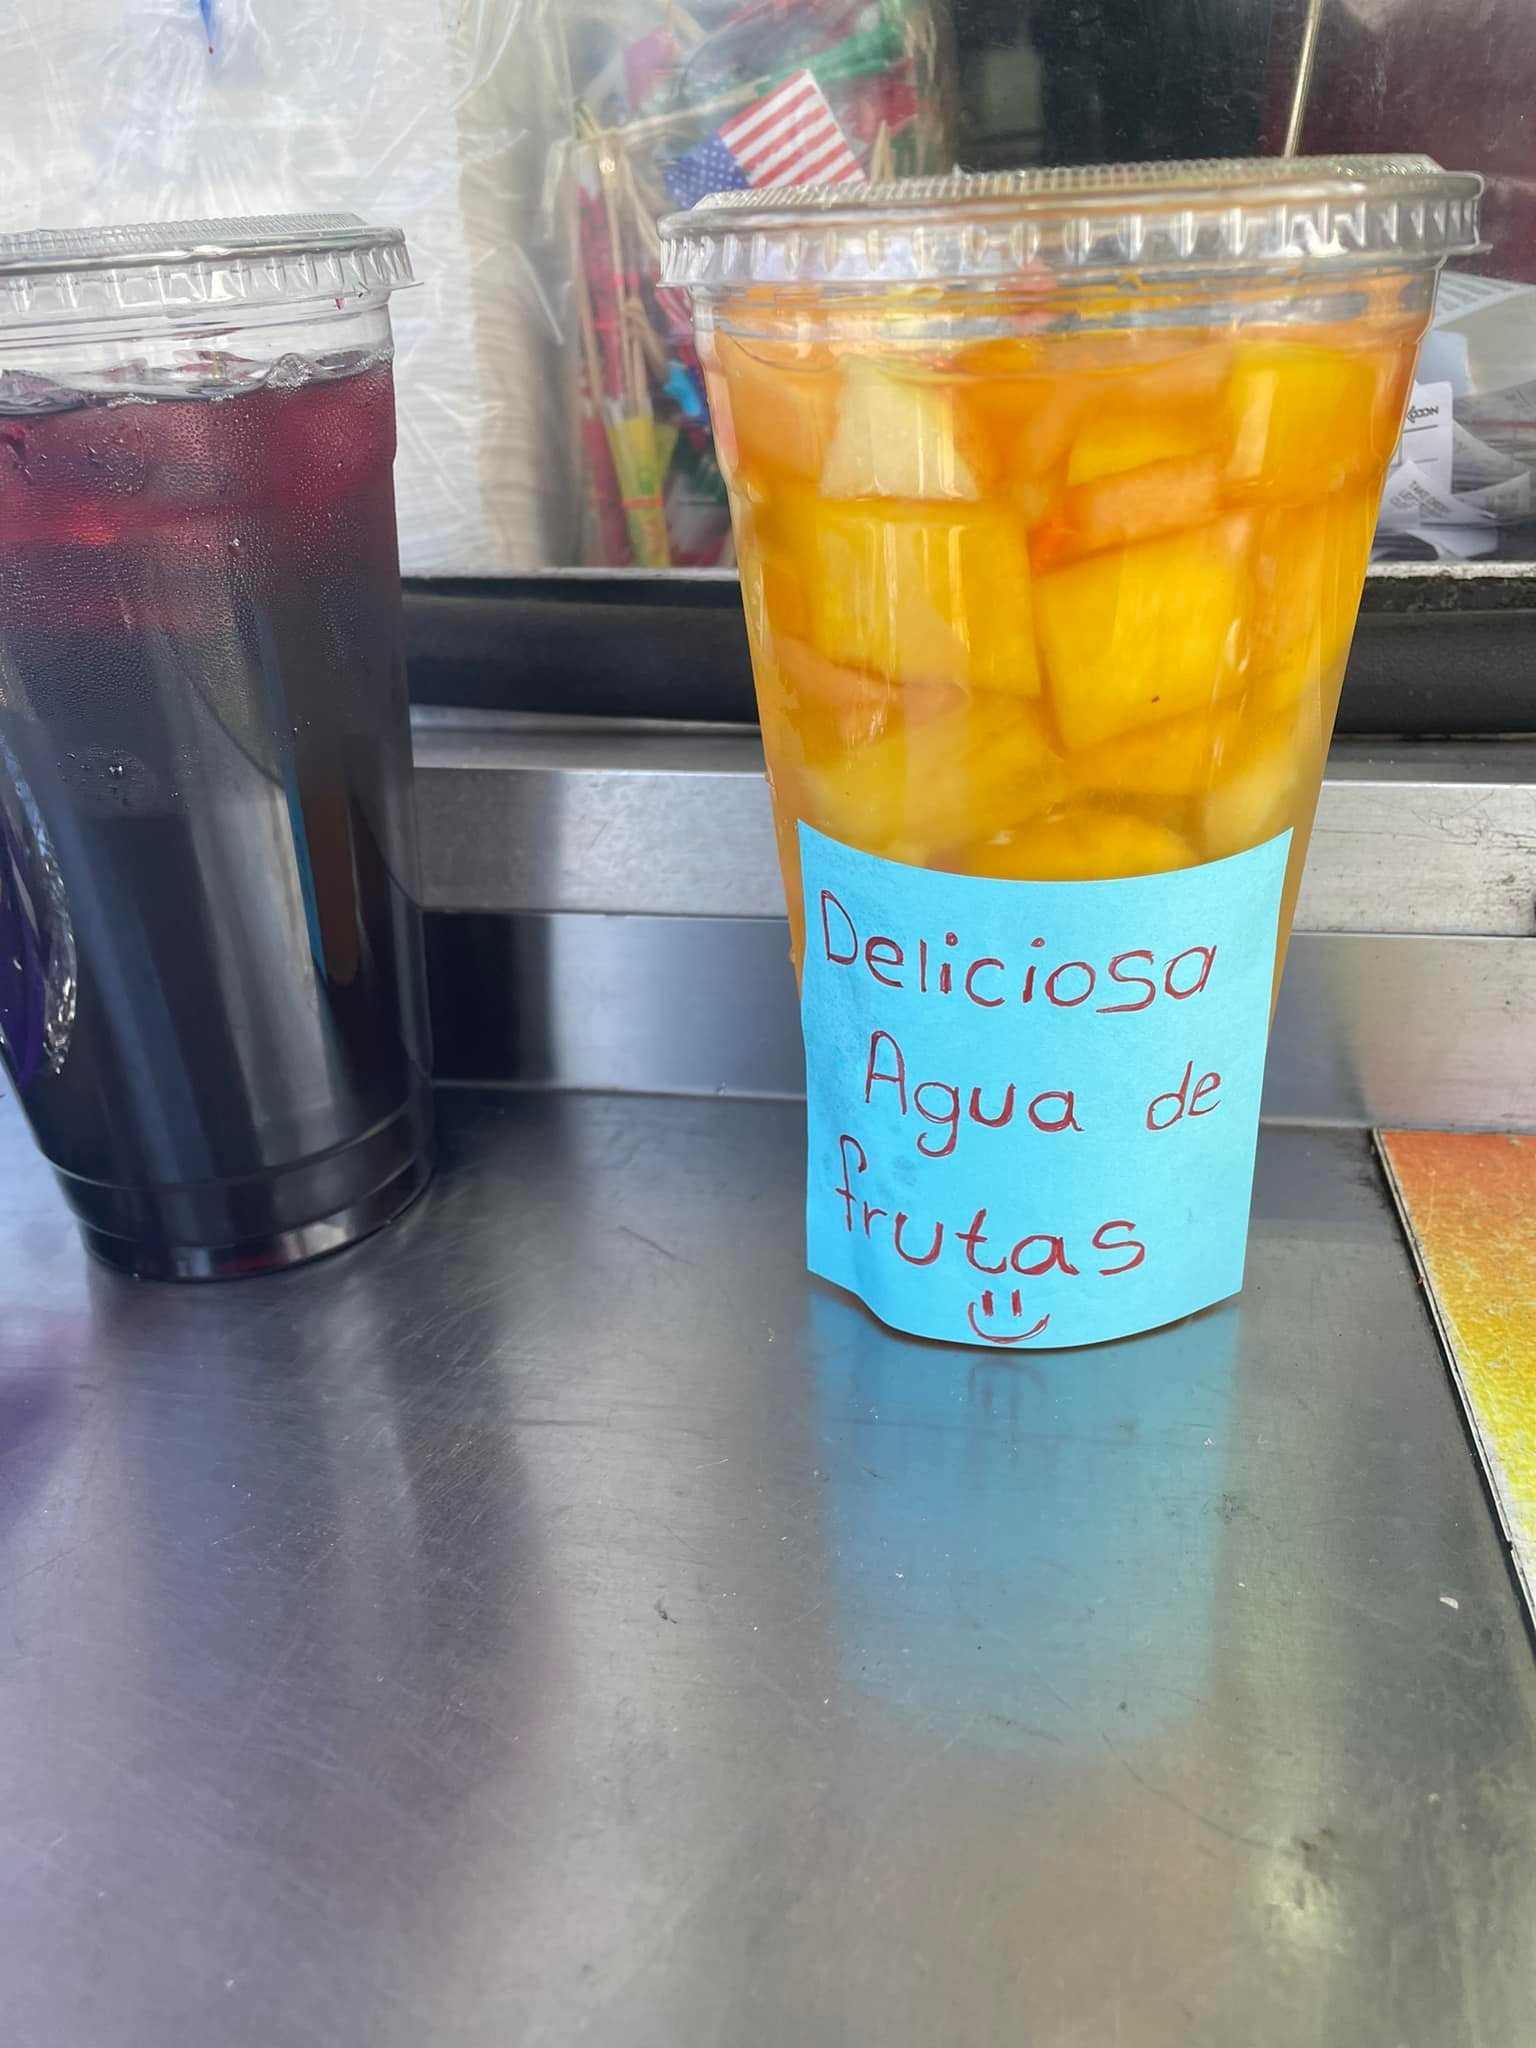 Deliciosa
Agua de
frutas